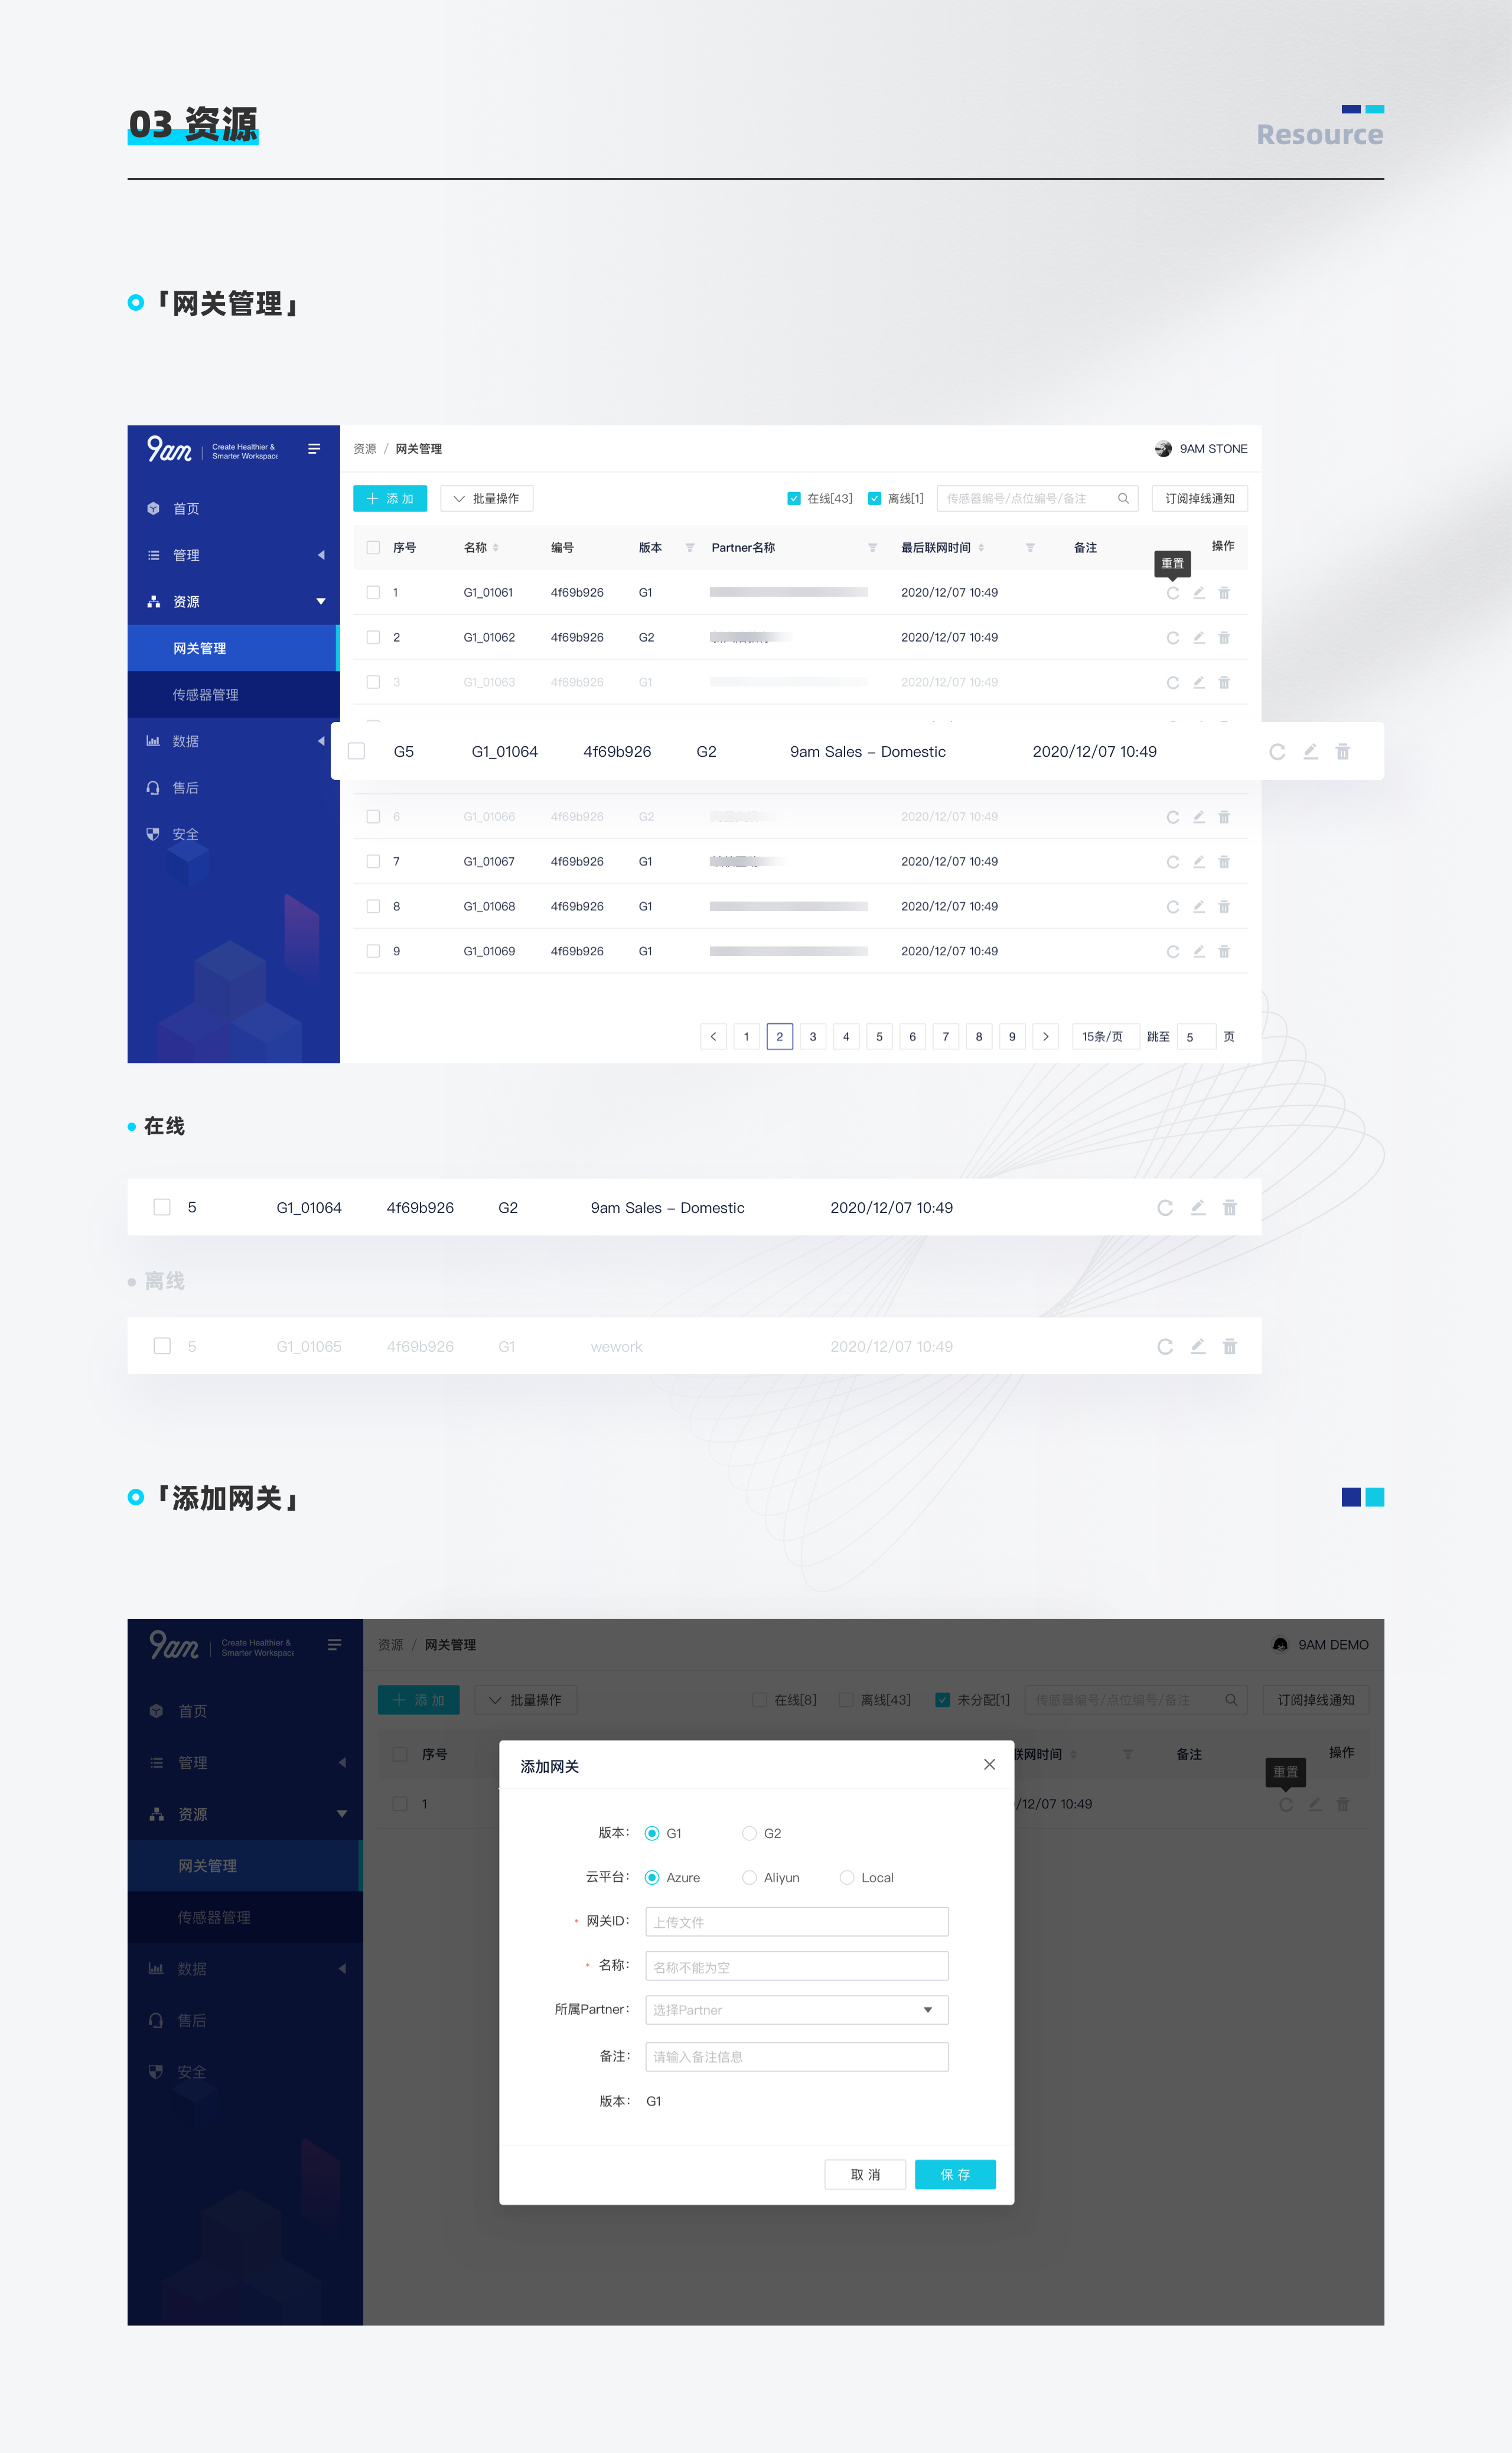 03 资源
Resource
「网关管理」
9am
Create Healthier &
Smarter Workspace
资源 / 网关管理
9AM STONE
首页
管理
资源
网关管理
传感器管理
数据
售后
安全
添加
批量操作
在线[43]
离线[1]
传感器编号/点位编号/备注
订阅掉线通知
序号 名称 编号 版本 Partner名称 最后联网时间 备注 操作
重置
1 G1_01061 4f69b926 G1 2020/12/07 10:49
2 G1_01062 4f69b926 G2 2020/12/07 10:49
3 G1_01063 4f69b926 G1 2020/12/07 10:49
G5 G1_01064 4f69b926 G2 9am Sales – Domestic 2020/12/07 10:49
6 G1_01066 4f69b926 G2 2020/12/07 10:49
7 G1_01067 4f69b926 G1 2020/12/07 10:49
8 G1_01068 4f69b926 G1 2020/12/07 10:49
9 G1_01069 4f69b926 G1 2020/12/07 10:49
1 2 3 4 5 6 7 8 9 15条/页 跳至 5 页
在线
5 G1_01064 4f69b926 G2 9am Sales – Domestic 2020/12/07 10:49
离线
5 G1_01065 4f69b926 G1 wework 2020/12/07 10:49
「添加网关」
9am
Create Healthier &
Smarter Workspace
资源 / 网关管理
9AM DEMO
首页
管理
资源
网关管理
传感器管理
数据
售后
安全
添加
批量操作
在线[8]
离线[43]
未分配[1]
传感器编号/点位编号/备注
订阅掉线通知
序号 联网时间 备注 操作
重置
1 /12/07 10:49
添加网关
版本: G1 G2
云平台: Azure Aliyun Local
* 网关ID: 上传文件
* 名称: 名称不能为空
所属Partner: 选择Partner
备注: 请输入备注信息
版本: G1
取消
保存